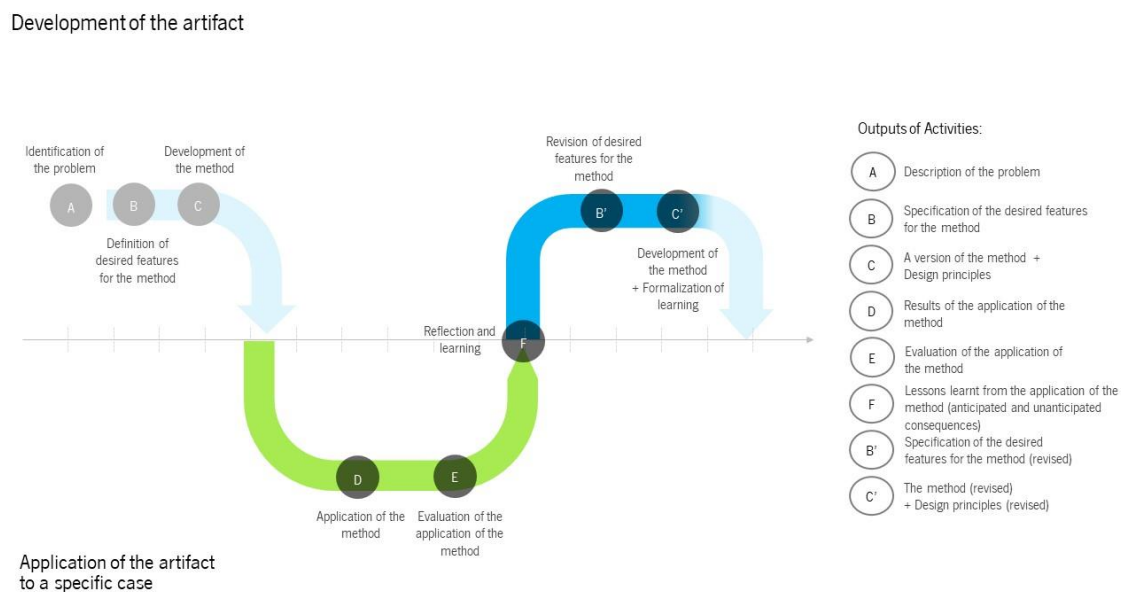 Development of the artifact
Identification of
the problem
Development of
the method
A
B
C
Definition of
desired features
for the method
Revision of desired
features for the
method
B'
C'
Development of
the method
+ Formalization of
learning
Reflection and
learning
F
D
E
Application of the
method
Evaluation of the
application of the
method
Application of the artifact
to a specific case
Outputs of Activities:
A
Description of the problem
B
Specification of the desired features
for the method
C
A version of the method +
Design principles
D
Results of the application of the
method
E
Evaluation of the application of
the method
F
Lessons learnt from the application of the
method (anticipated and unanticipated
consequences)
B'
Specification of the desired
features for the method (revised)
C'
The method (revised)
+ Design principles (revised)